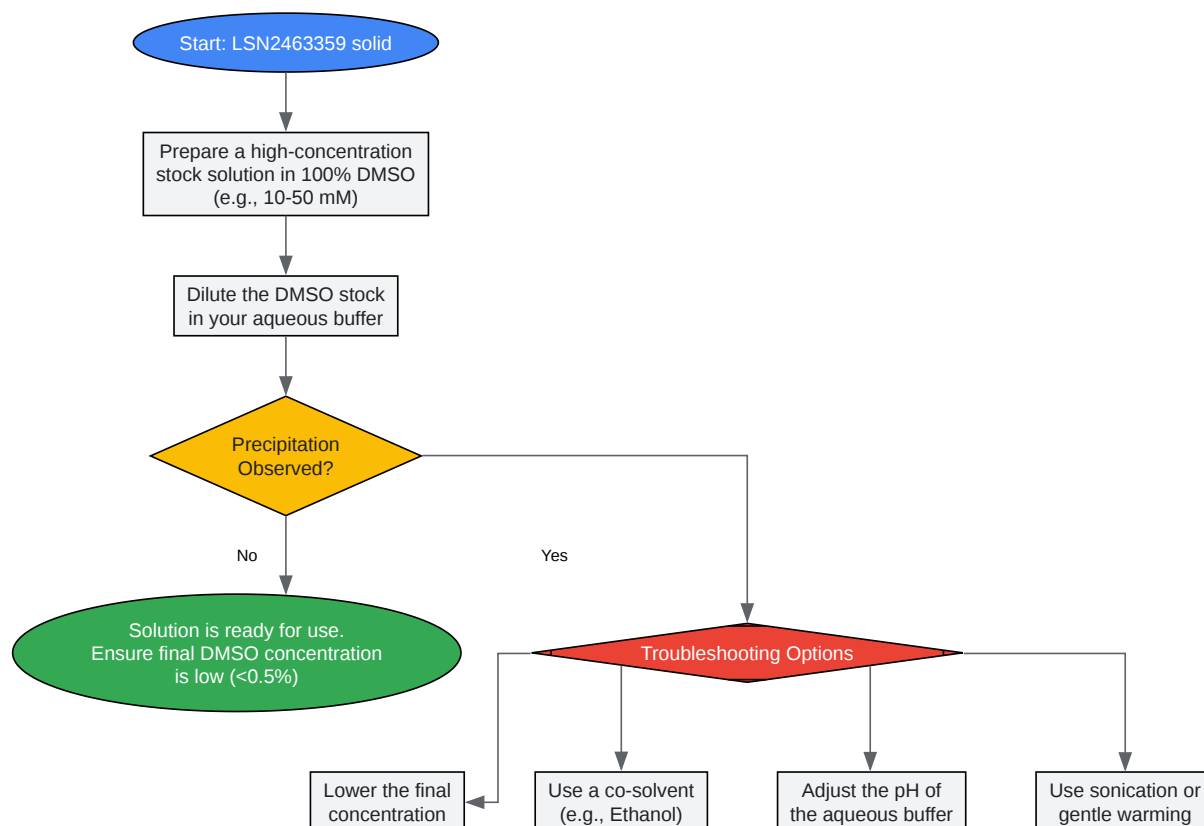 Start: LSN2463359 solid
Prepare a high-concentration
stock solution in 100% DMSO
(e.g., 10-50 mM)
Dilute the DMSO stock
in your aqueous buffer
Precipitation
Observed?
No
Yes
Solution is ready for use.
Ensure final DMSO concentration
is low (<0.5%)
Troubleshooting Options
Lower the final
concentration
Use a co-solvent
(e.g., Ethanol)
Adjust the pH of
the aqueous buffer
Use sonication or
gentle warming